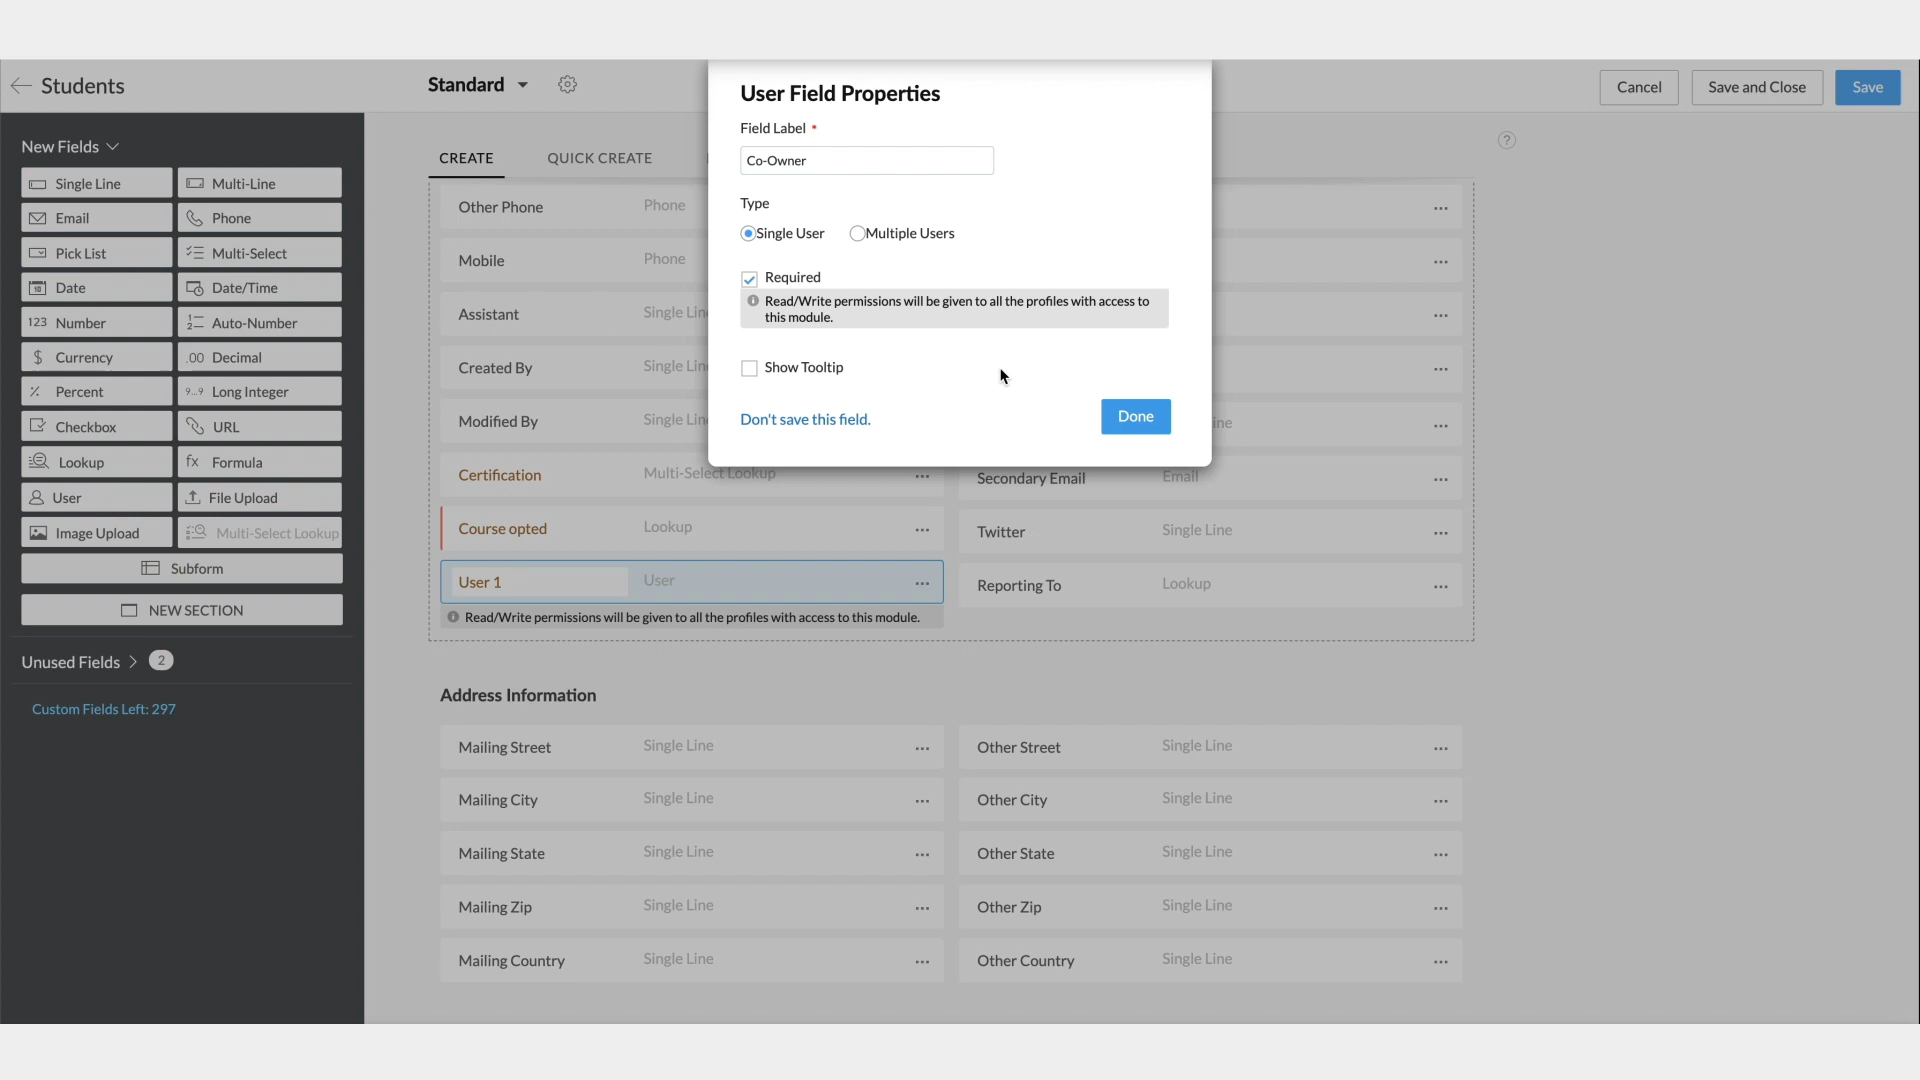 Students
Standard
Cancel
Save and Close
Save
New Fields
Single Line
Multi-Line
Email
Phone
Pick List
Multi-Select
Date
Date/Time
123 Number
Auto-Number
$ Currency
.00 Decimal
Percent
9...9 Long Integer
Checkbox
URL
Lookup
fx Formula
User
File Upload
Image Upload
Multi-Select Lookup
Subform
NEW SECTION
Unused Fields
2
Custom Fields Left: 297
CREATE
QUICK CREATE
?
User Field Properties
Field Label *
Co-Owner
Type
Single User
Multiple Users
Required
Read/Write permissions will be given to all the profiles with access to
this module.
Show Tooltip
Don't save this field.
Done
Other Phone Phone
Mobile Phone
Assistant Single
Created By Single
Modified By Single
Certification Multi-Select Lookup
Secondary Email Email
Course opted Lookup
Twitter Single Line
User 1 User
Reporting To Lookup
Read/Write permissions will be given to all the profiles with access to this module.
Address Information
Mailing Street Single Line
Other Street Single Line
Mailing City Single Line
Other City Single Line
Mailing State Single Line
Other State Single Line
Mailing Zip Single Line
Other Zip Single Line
Mailing Country Single Line
Other Country Single Line